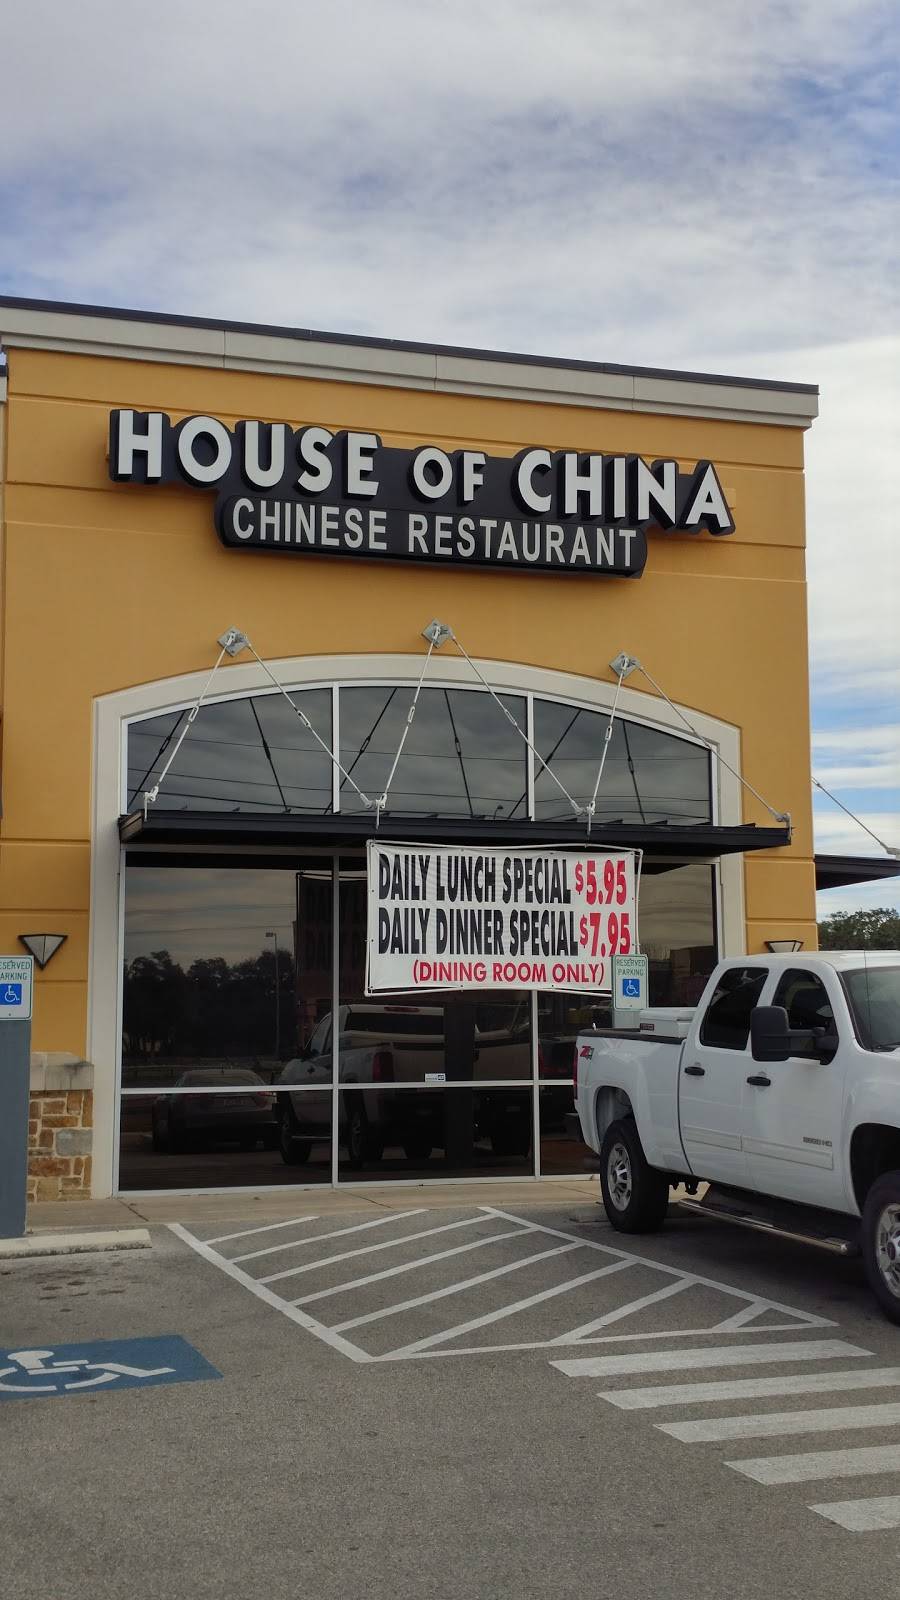 HOUSE OF CHINA
CHINESE RESTAURANT
DAILY LUNCH SPECIAL $5.95
DAILY DINNER SPECIAL $7.95
(DINING ROOM ONLY)
RESERVED
PARKING
RESERVED
PARKING
Z71